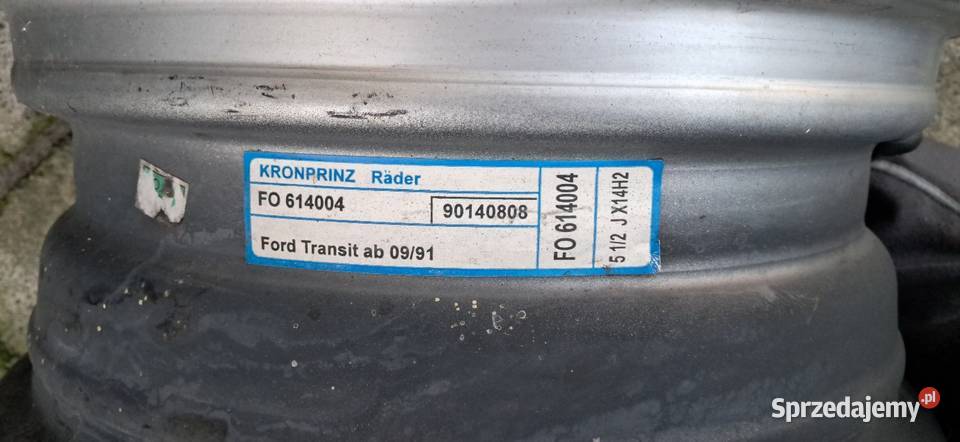 KRONPRINZ Räder
FO 614004
90140808
Ford Transit ab 09/91
FO 614004
5 1/2 J X14H2
Sprzedajemy.pl